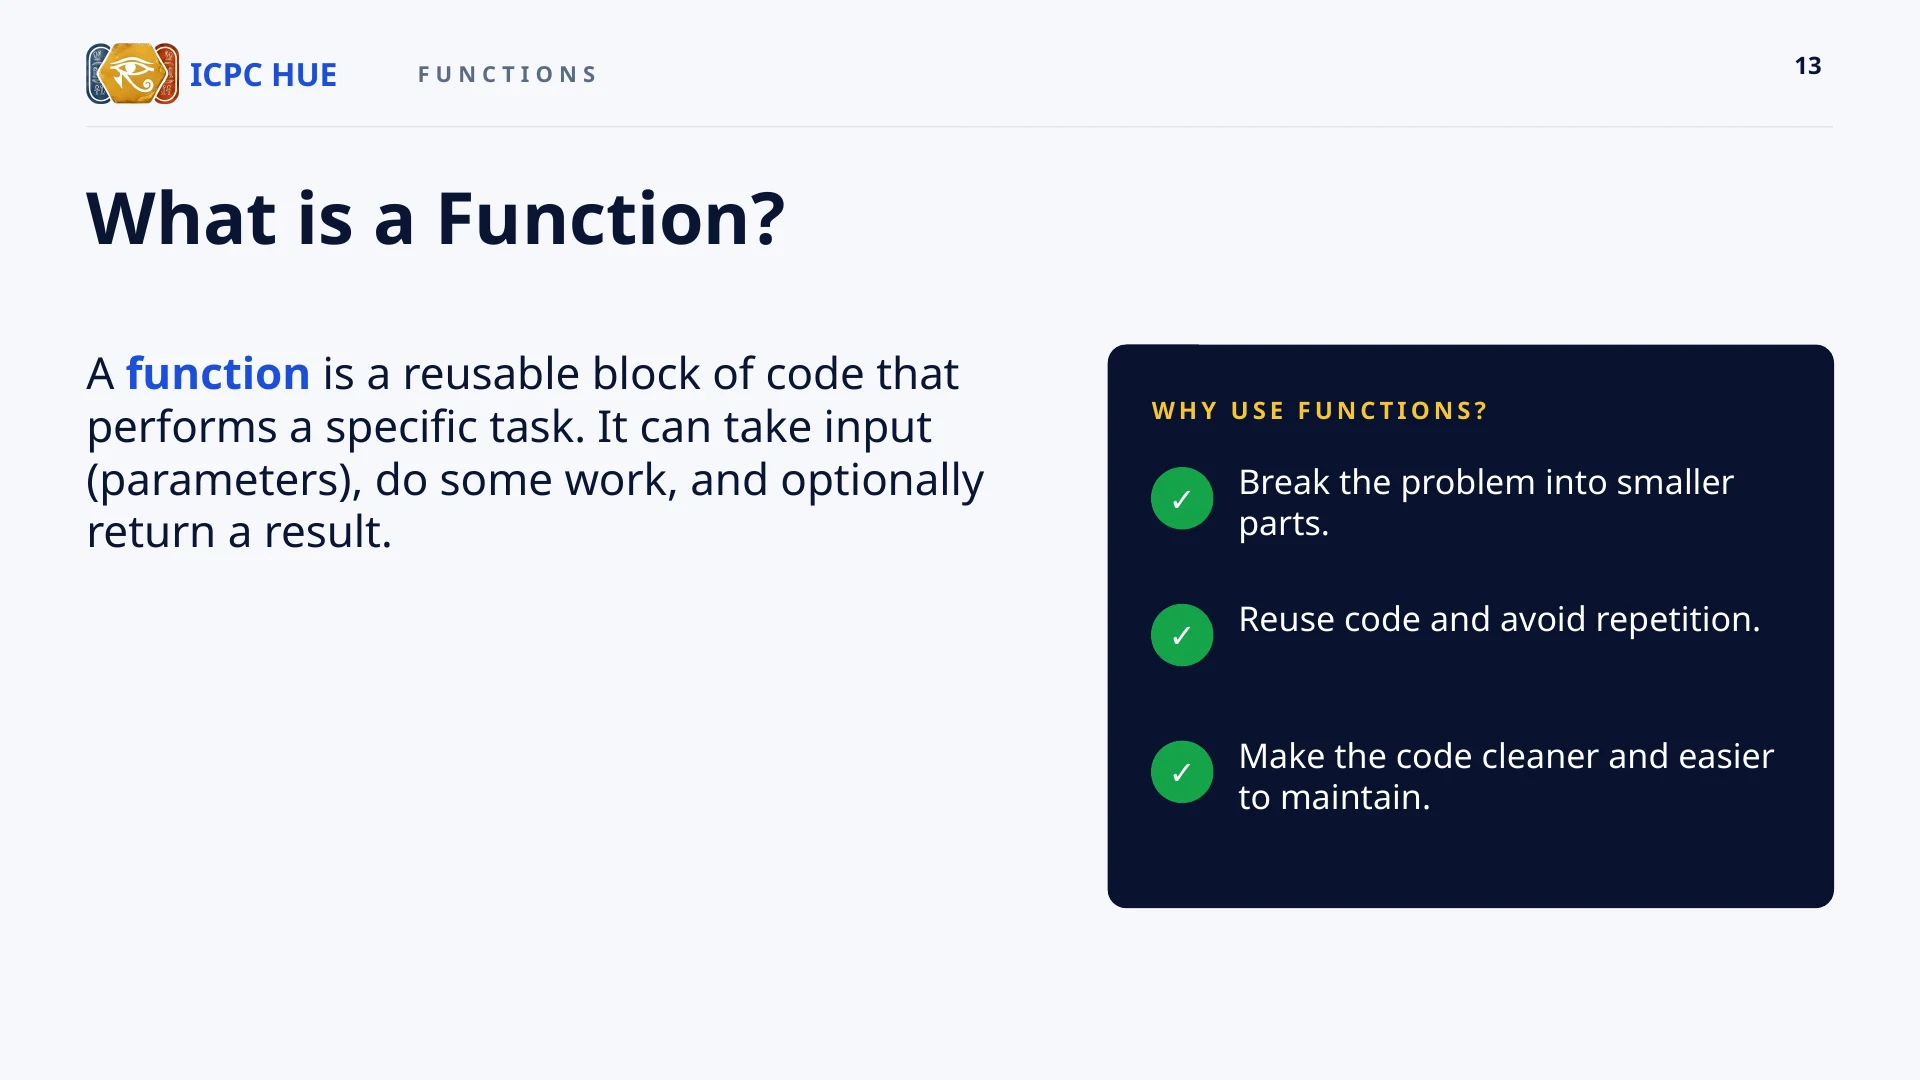 ICPC HUE
FUNCTIONS
13
What is a Function?
A function is a reusable block of code that
performs a specific task. It can take input
(parameters), do some work, and optionally
return a result.
WHY USE FUNCTIONS?
✓ Break the problem into smaller
parts.
✓ Reuse code and avoid repetition.
✓ Make the code cleaner and easier
to maintain.